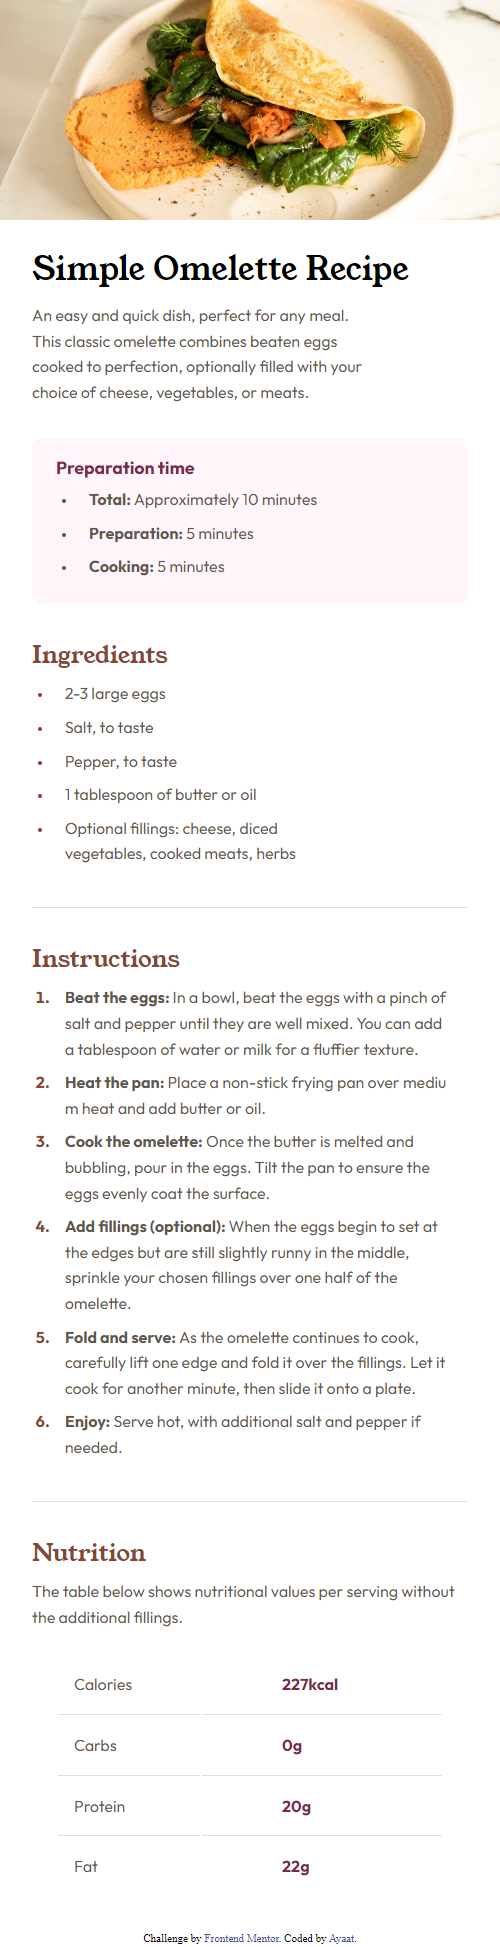 Simple Omelette Recipe
An easy and quick dish, perfect for any meal.
This classic omelette combines beaten eggs
cooked to perfection, optionally filled with your
choice of cheese, vegetables, or meats.
Preparation time
• Total: Approximately 10 minutes
• Preparation: 5 minutes
• Cooking: 5 minutes
Ingredients
• 2-3 large eggs
• Salt, to taste
• Pepper, to taste
• 1 tablespoon of butter or oil
• Optional fillings: cheese, diced
vegetables, cooked meats, herbs
Instructions
1. Beat the eggs: In a bowl, beat the eggs with a pinch of
salt and pepper until they are well mixed. You can add
a tablespoon of water or milk for a fluffier texture.
2. Heat the pan: Place a non-stick frying pan over mediu
m heat and add butter or oil.
3. Cook the omelette: Once the butter is melted and
bubbling, pour in the eggs. Tilt the pan to ensure the
eggs evenly coat the surface.
4. Add fillings (optional): When the eggs begin to set at
the edges but are still slightly runny in the middle,
sprinkle your chosen fillings over one half of the
omelette.
5. Fold and serve: As the omelette continues to cook,
carefully lift one edge and fold it over the fillings. Let it
cook for another minute, then slide it onto a plate.
6. Enjoy: Serve hot, with additional salt and pepper if
needed.
Nutrition
The table below shows nutritional values per serving without
the additional fillings.
Calories 227kcal
Carbs 0g
Protein 20g
Fat 22g
Challenge by Frontend Mentor. Coded by Ayaat.